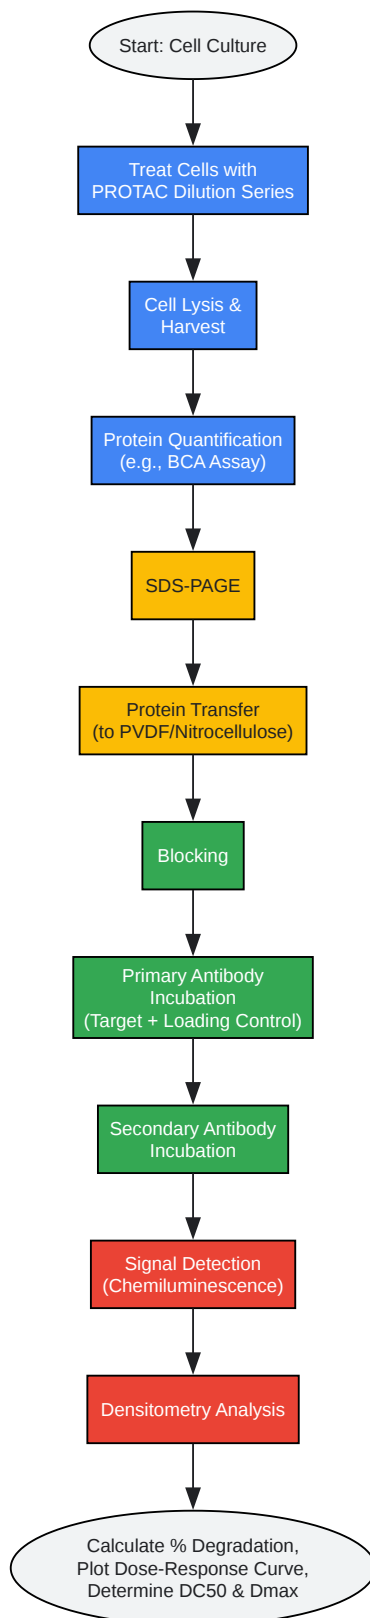 Start: Cell Culture
Treat Cells with
PROTAC Dilution Series
Cell Lysis &
Harvest
Protein Quantification
(e.g., BCA Assay)
SDS-PAGE
Protein Transfer
(to PVDF/Nitrocellulose)
Blocking
Primary Antibody
Incubation
(Target + Loading Control)
Secondary Antibody
Incubation
Signal Detection
(Chemiluminescence)
Densitometry Analysis
Calculate % Degradation,
Plot Dose-Response Curve,
Determine DC50 & Dmax